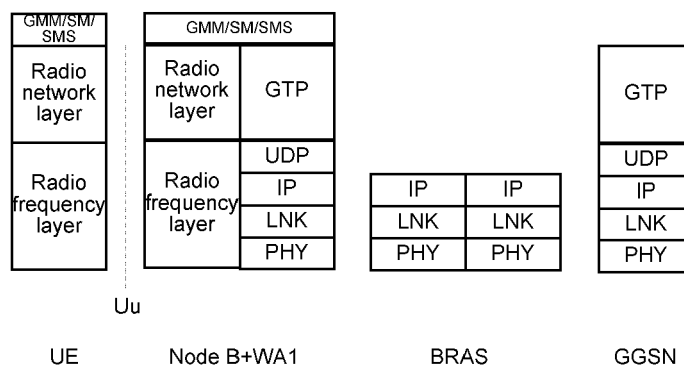 GMM/SM/
SMS
Radio
network
layer
Radio
frequency
layer
Uu
UE
GMM/SM/SMS
Radio
network
layer
GTP
Radio
frequency
layer
UDP
IP
LNK
PHY
Node B+WA1
IP IP
LNK LNK
PHY PHY
BRAS
GTP
UDP
IP
LNK
PHY
GGSN